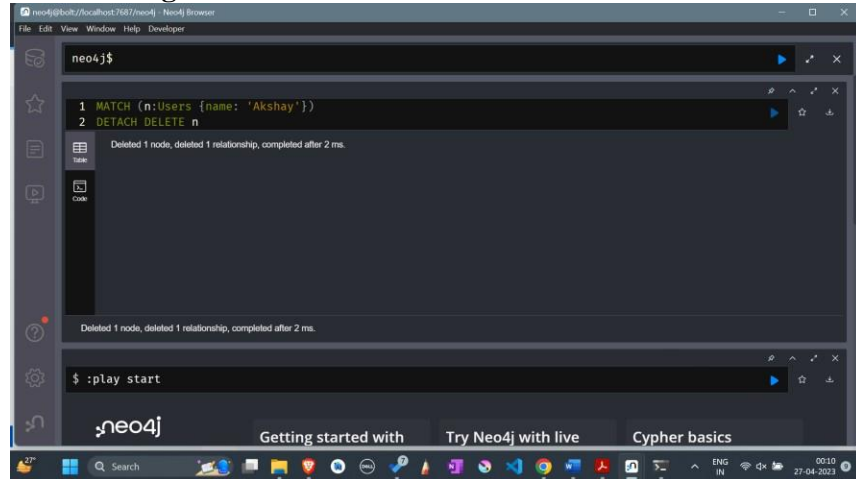 neo4j@bolt://localhost:7687/neo4j - Neo4j Browser
File Edit View Window Help Developer
neo4j$
1 MATCH (n:Users {name: 'Akshay'})
2 DETACH DELETE n
Table
Deleted 1 node, deleted 1 relationship, completed after 2 ms.
Code
Deleted 1 node, deleted 1 relationship, completed after 2 ms.
$ :play start
neo4j
Getting started with
Try Neo4j with live
Cypher basics
27°
Search
DELL
7
ENG
IN
00:10
27-04-2023